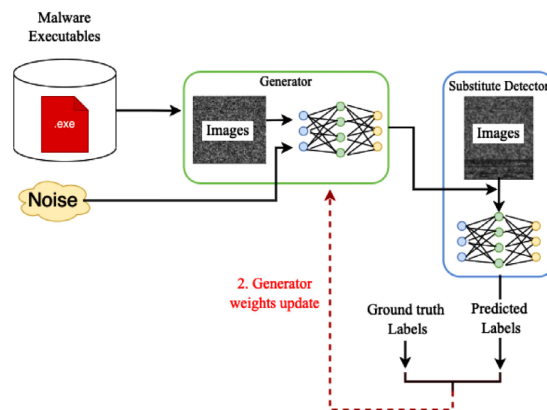 Malware
Executables
.exe
Noise
Generator
Images
Substitute Detector
Images
2. Generator
weights update
Ground truth
Labels
Predicted
Labels